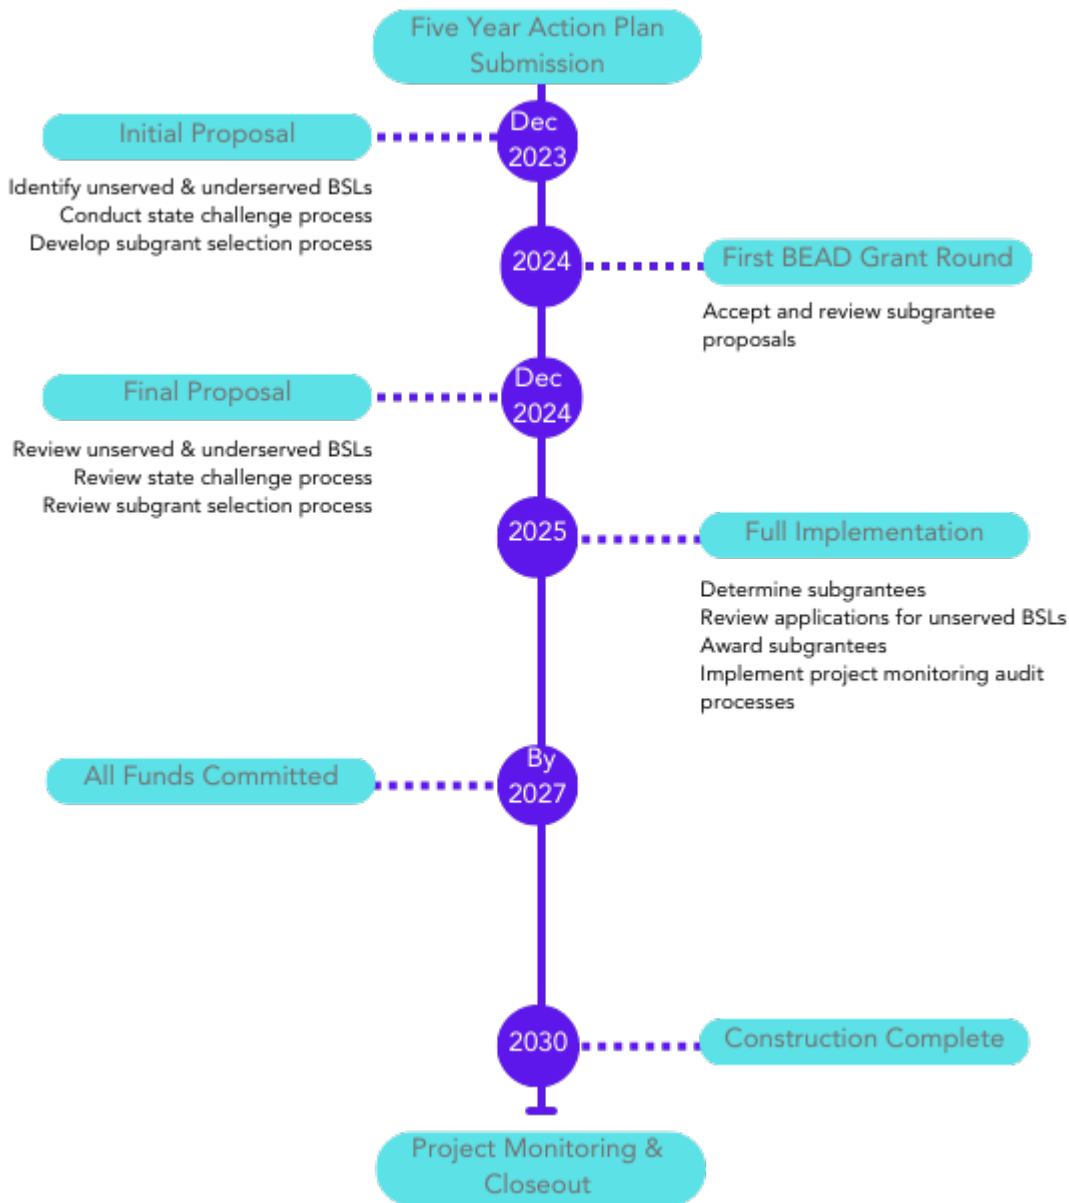 Five Year Action Plan
Submission
Dec
2023
Initial Proposal
Identify unserved & underserved BSLs
Conduct state challenge process
Develop subgrant selection process
2024
First BEAD Grant Round
Accept and review subgrantee
proposals
Dec
2024
Final Proposal
Review unserved & underserved BSLs
Review state challenge process
Review subgrant selection process
2025
Full Implementation
Determine subgrantees
Review applications for unserved BSLs
Award subgrantees
Implement project monitoring audit
processes
By
2027
All Funds Committed
2030
Construction Complete
Project Monitoring &
Closeout